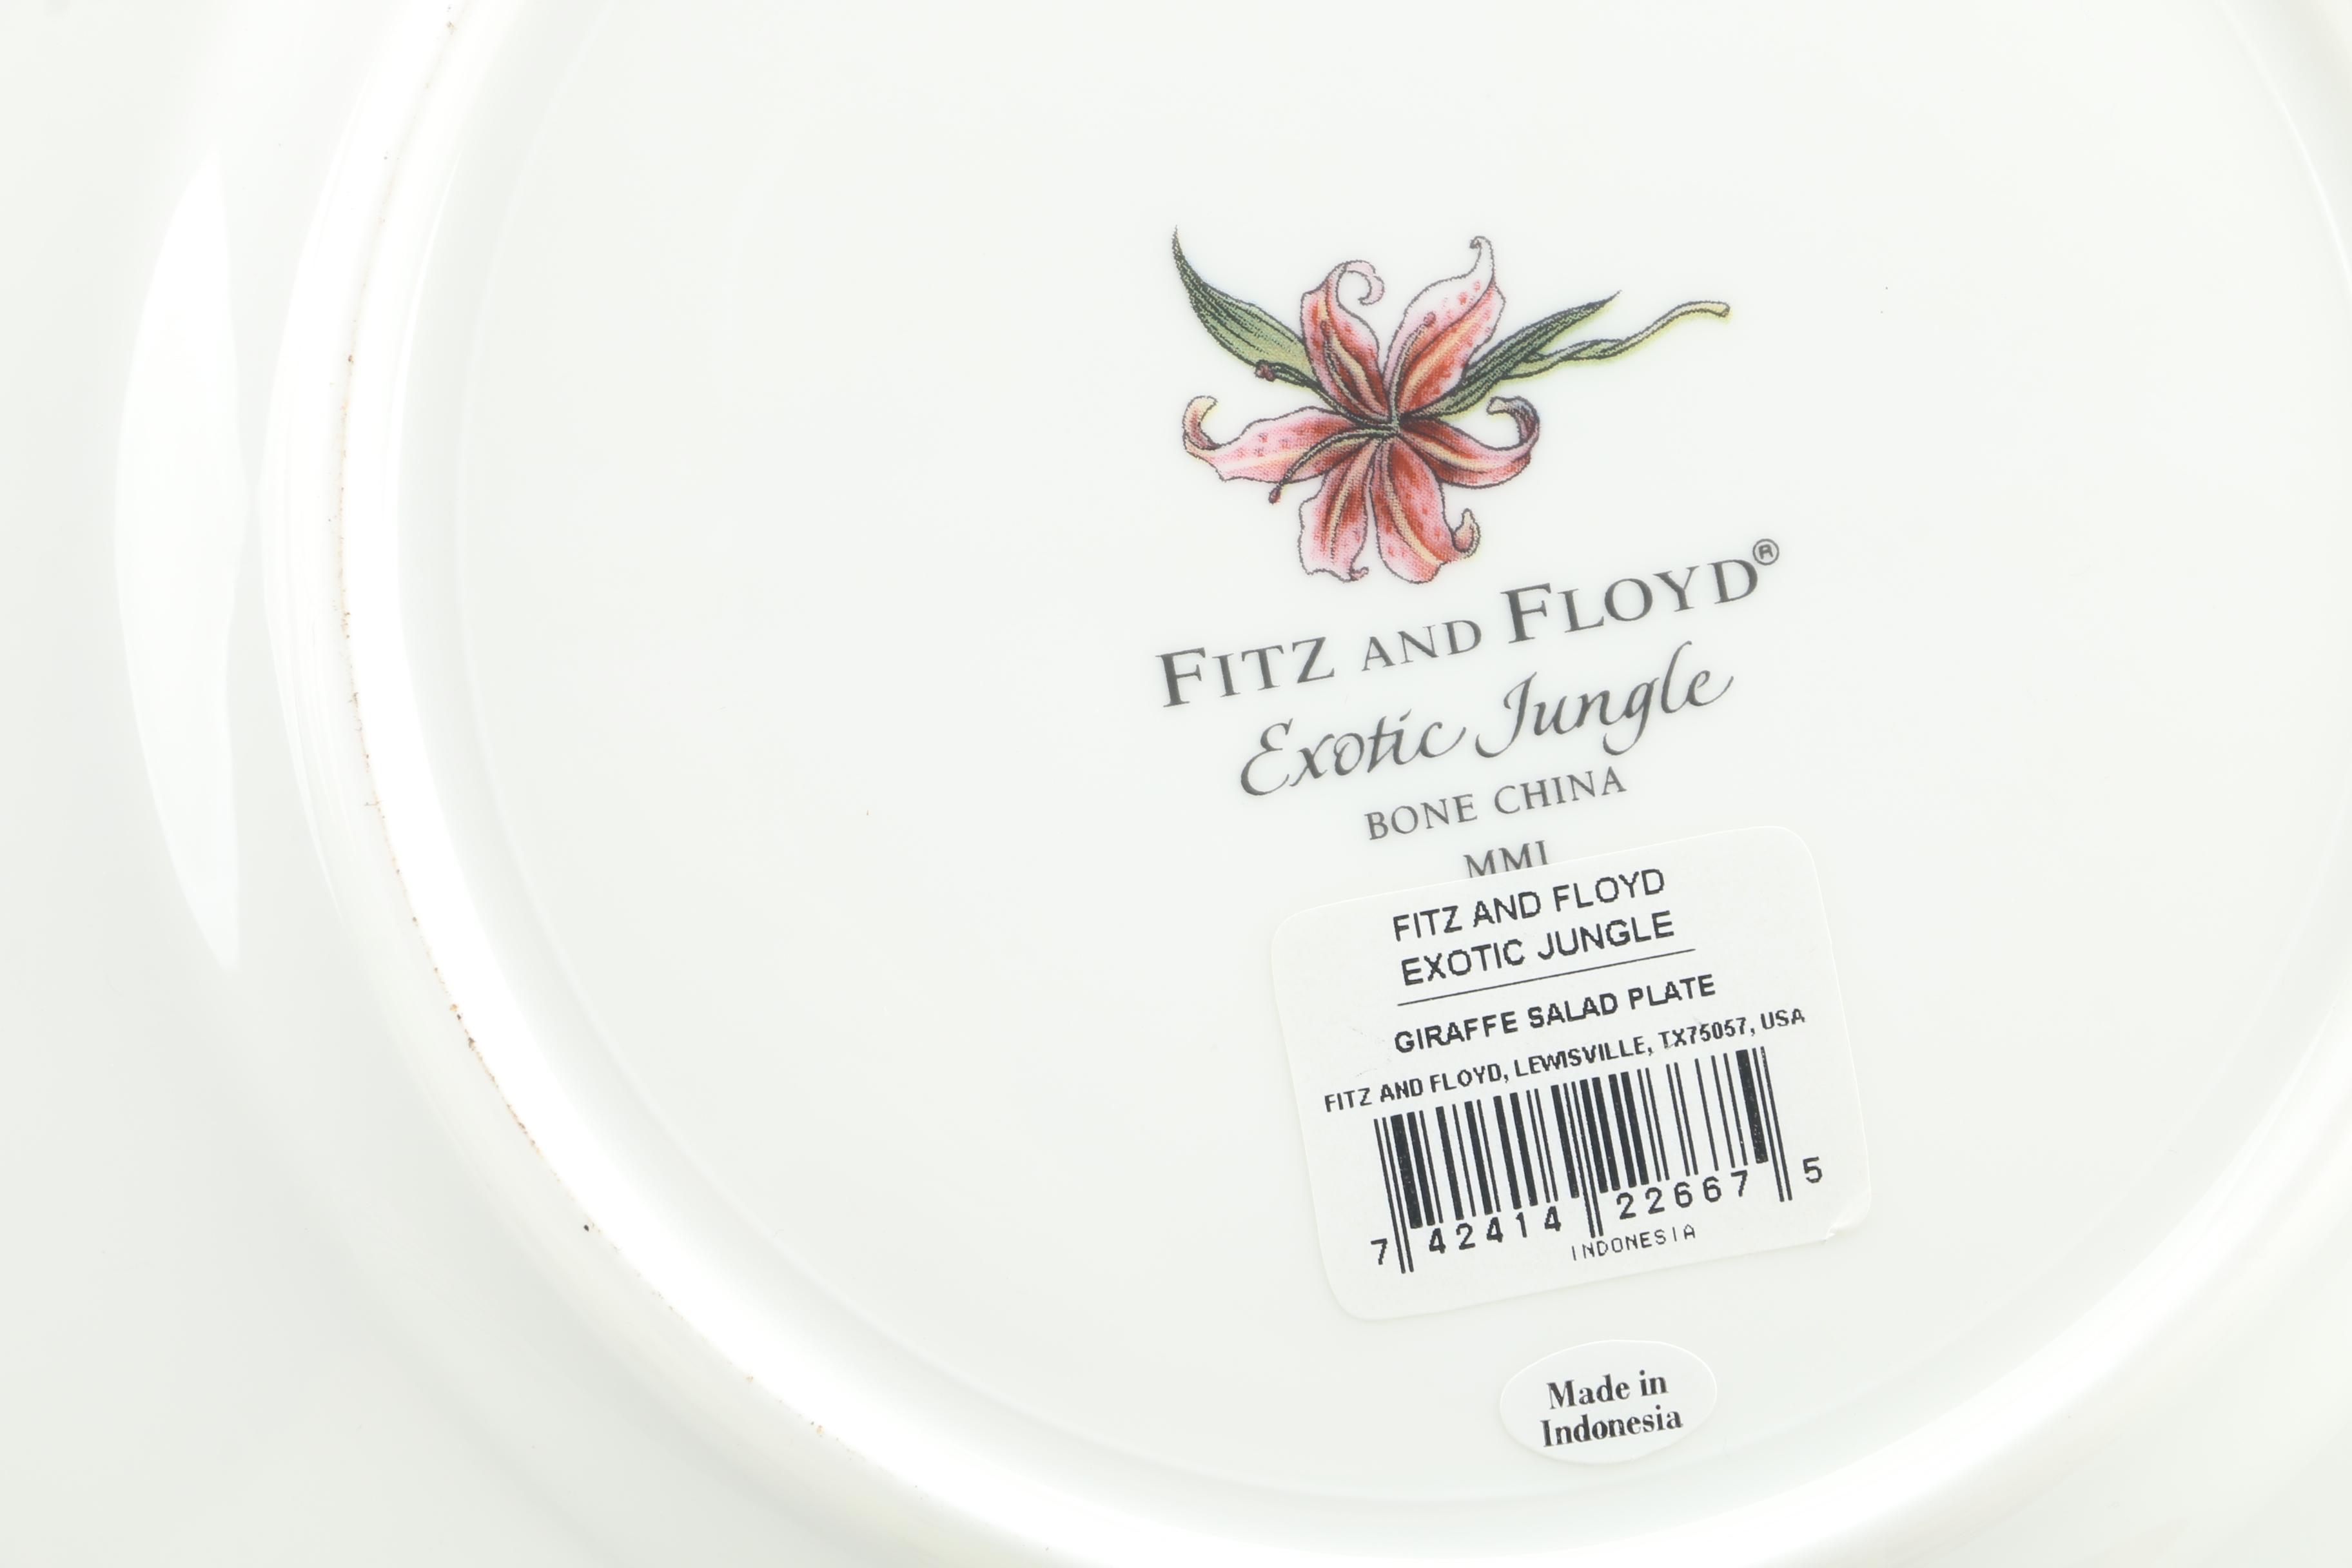 FITZ AND FLOYD®
Exotic Jungle
BONE CHINA
MMI
FITZ AND FLOYD
EXOTIC JUNGLE
GIRAFFE SALAD PLATE
FITZ AND FLOYD, LEWISVILLE, TX75057, USA
7 42414 22667 5
INDONESIA
Made in
Indonesia